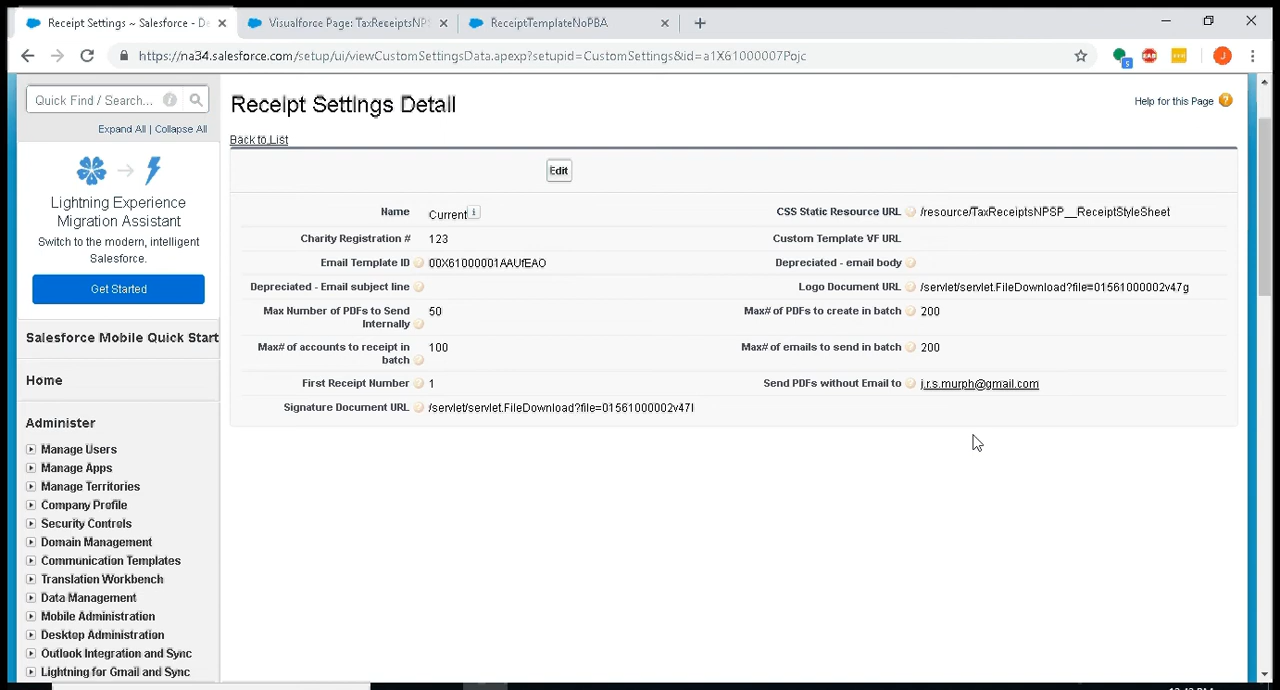 Receipt Settings ~ Salesforce - De
Visualforce Page: TaxReceiptsNPS
ReceiptTemplateNoPBA
https://na34.salesforce.com/setup/ui/viewCustomSettingsData.apexp?setupid=CustomSettings&id=a1X61000007Pojc
5
J
Quick Find / Search...
Expand All | Collapse All
Lightning Experience
Migration Assistant
Switch to the modern, intelligent
Salesforce.
Get Started
Salesforce Mobile Quick Start
Home
Administer
Manage Users
Manage Apps
Manage Territories
Company Profile
Security Controls
Domain Management
Communication Templates
Translation Workbench
Data Management
Mobile Administration
Desktop Administration
Outlook Integration and Sync
Lightning for Gmail and Sync
Receipt Settings Detail
Help for this Page
Back to List
Edit
Name Current
CSS Static Resource URL /resource/TaxReceiptsNPSP__ReceiptStyleSheet
Charity Registration # 123
Custom Template VF URL
Email Template ID 00X61000001AAUfEAO
Depreciated - email body
Depreciated - Email subject line
Logo Document URL /servlet/servlet.FileDownload?file=01561000002v47g
Max Number of PDFs to Send
Internally 50
Max# of PDFs to create in batch 200
Max# of accounts to receipt in
batch 100
Max# of emails to send in batch 200
First Receipt Number 1
Send PDFs without Email to j.r.s.murph@gmail.com
Signature Document URL /servlet/servlet.FileDownload?file=01561000002v47l